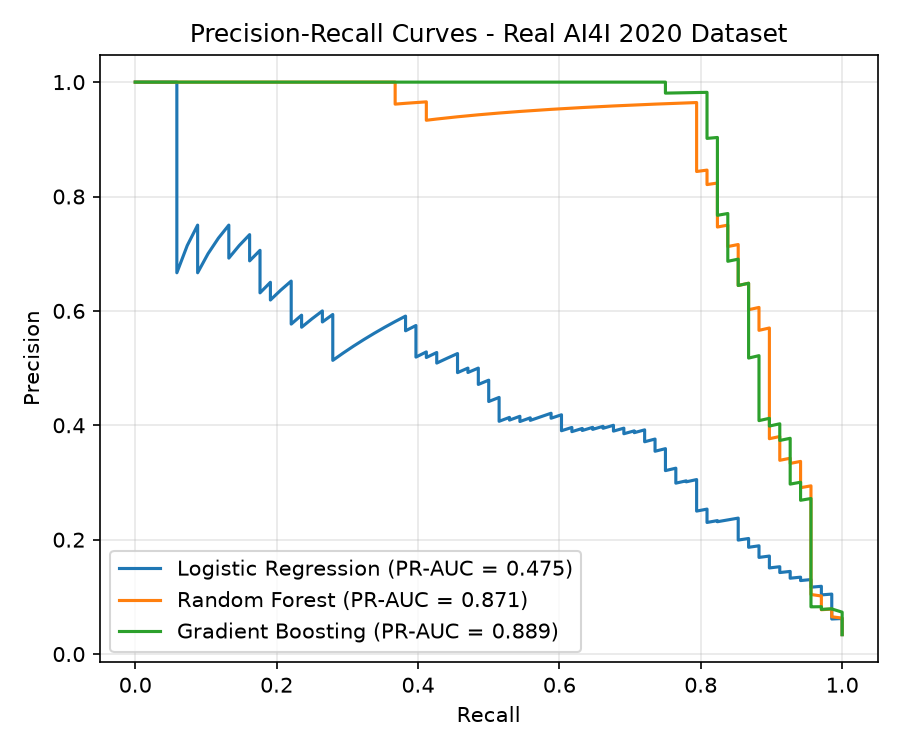 Precision-Recall Curves - Real AI4I 2020 Dataset
1.0
0.8
0.6
0.4
0.2
0.0
Precision
Logistic Regression (PR-AUC = 0.475)
Random Forest (PR-AUC = 0.871)
Gradient Boosting (PR-AUC = 0.889)
0.0 0.2 0.4 0.6 0.8 1.0
Recall